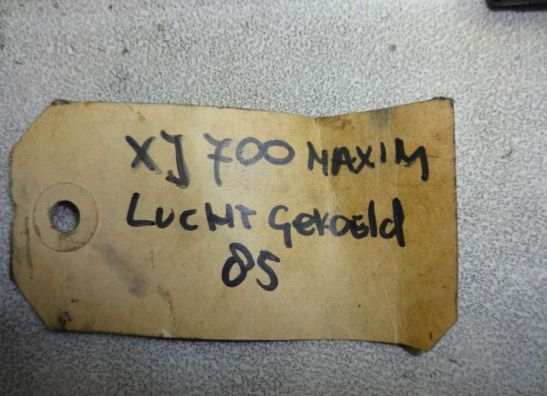 XJ 700 MAXIM
LUCHT GEKOELD
85